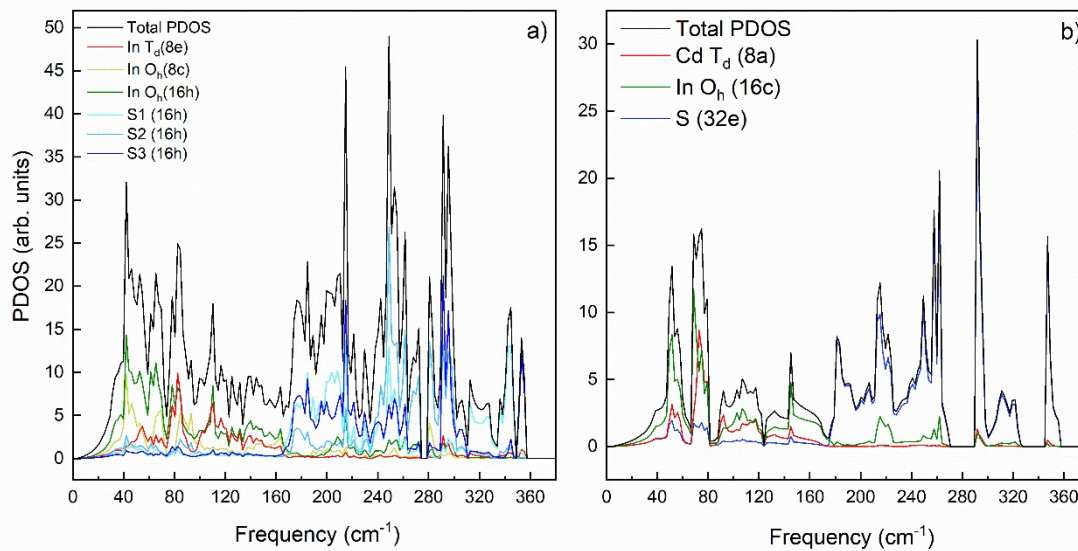 a)
Total PDOS
In Td(8e)
In Oh(8c)
In Oh(16h)
S1 (16h)
S2 (16h)
S3 (16h)
50
45
40
35
30
25
20
15
10
5
0
PDOS (arb. units)
0 40 80 120 160 200 240 280 320 360
Frequency (cm-1)
b)
Total PDOS
Cd Td (8a)
In Oh (16c)
S (32e)
30
25
20
15
10
5
0
0 40 80 120 160 200 240 280 320 360
Frequency (cm-1)